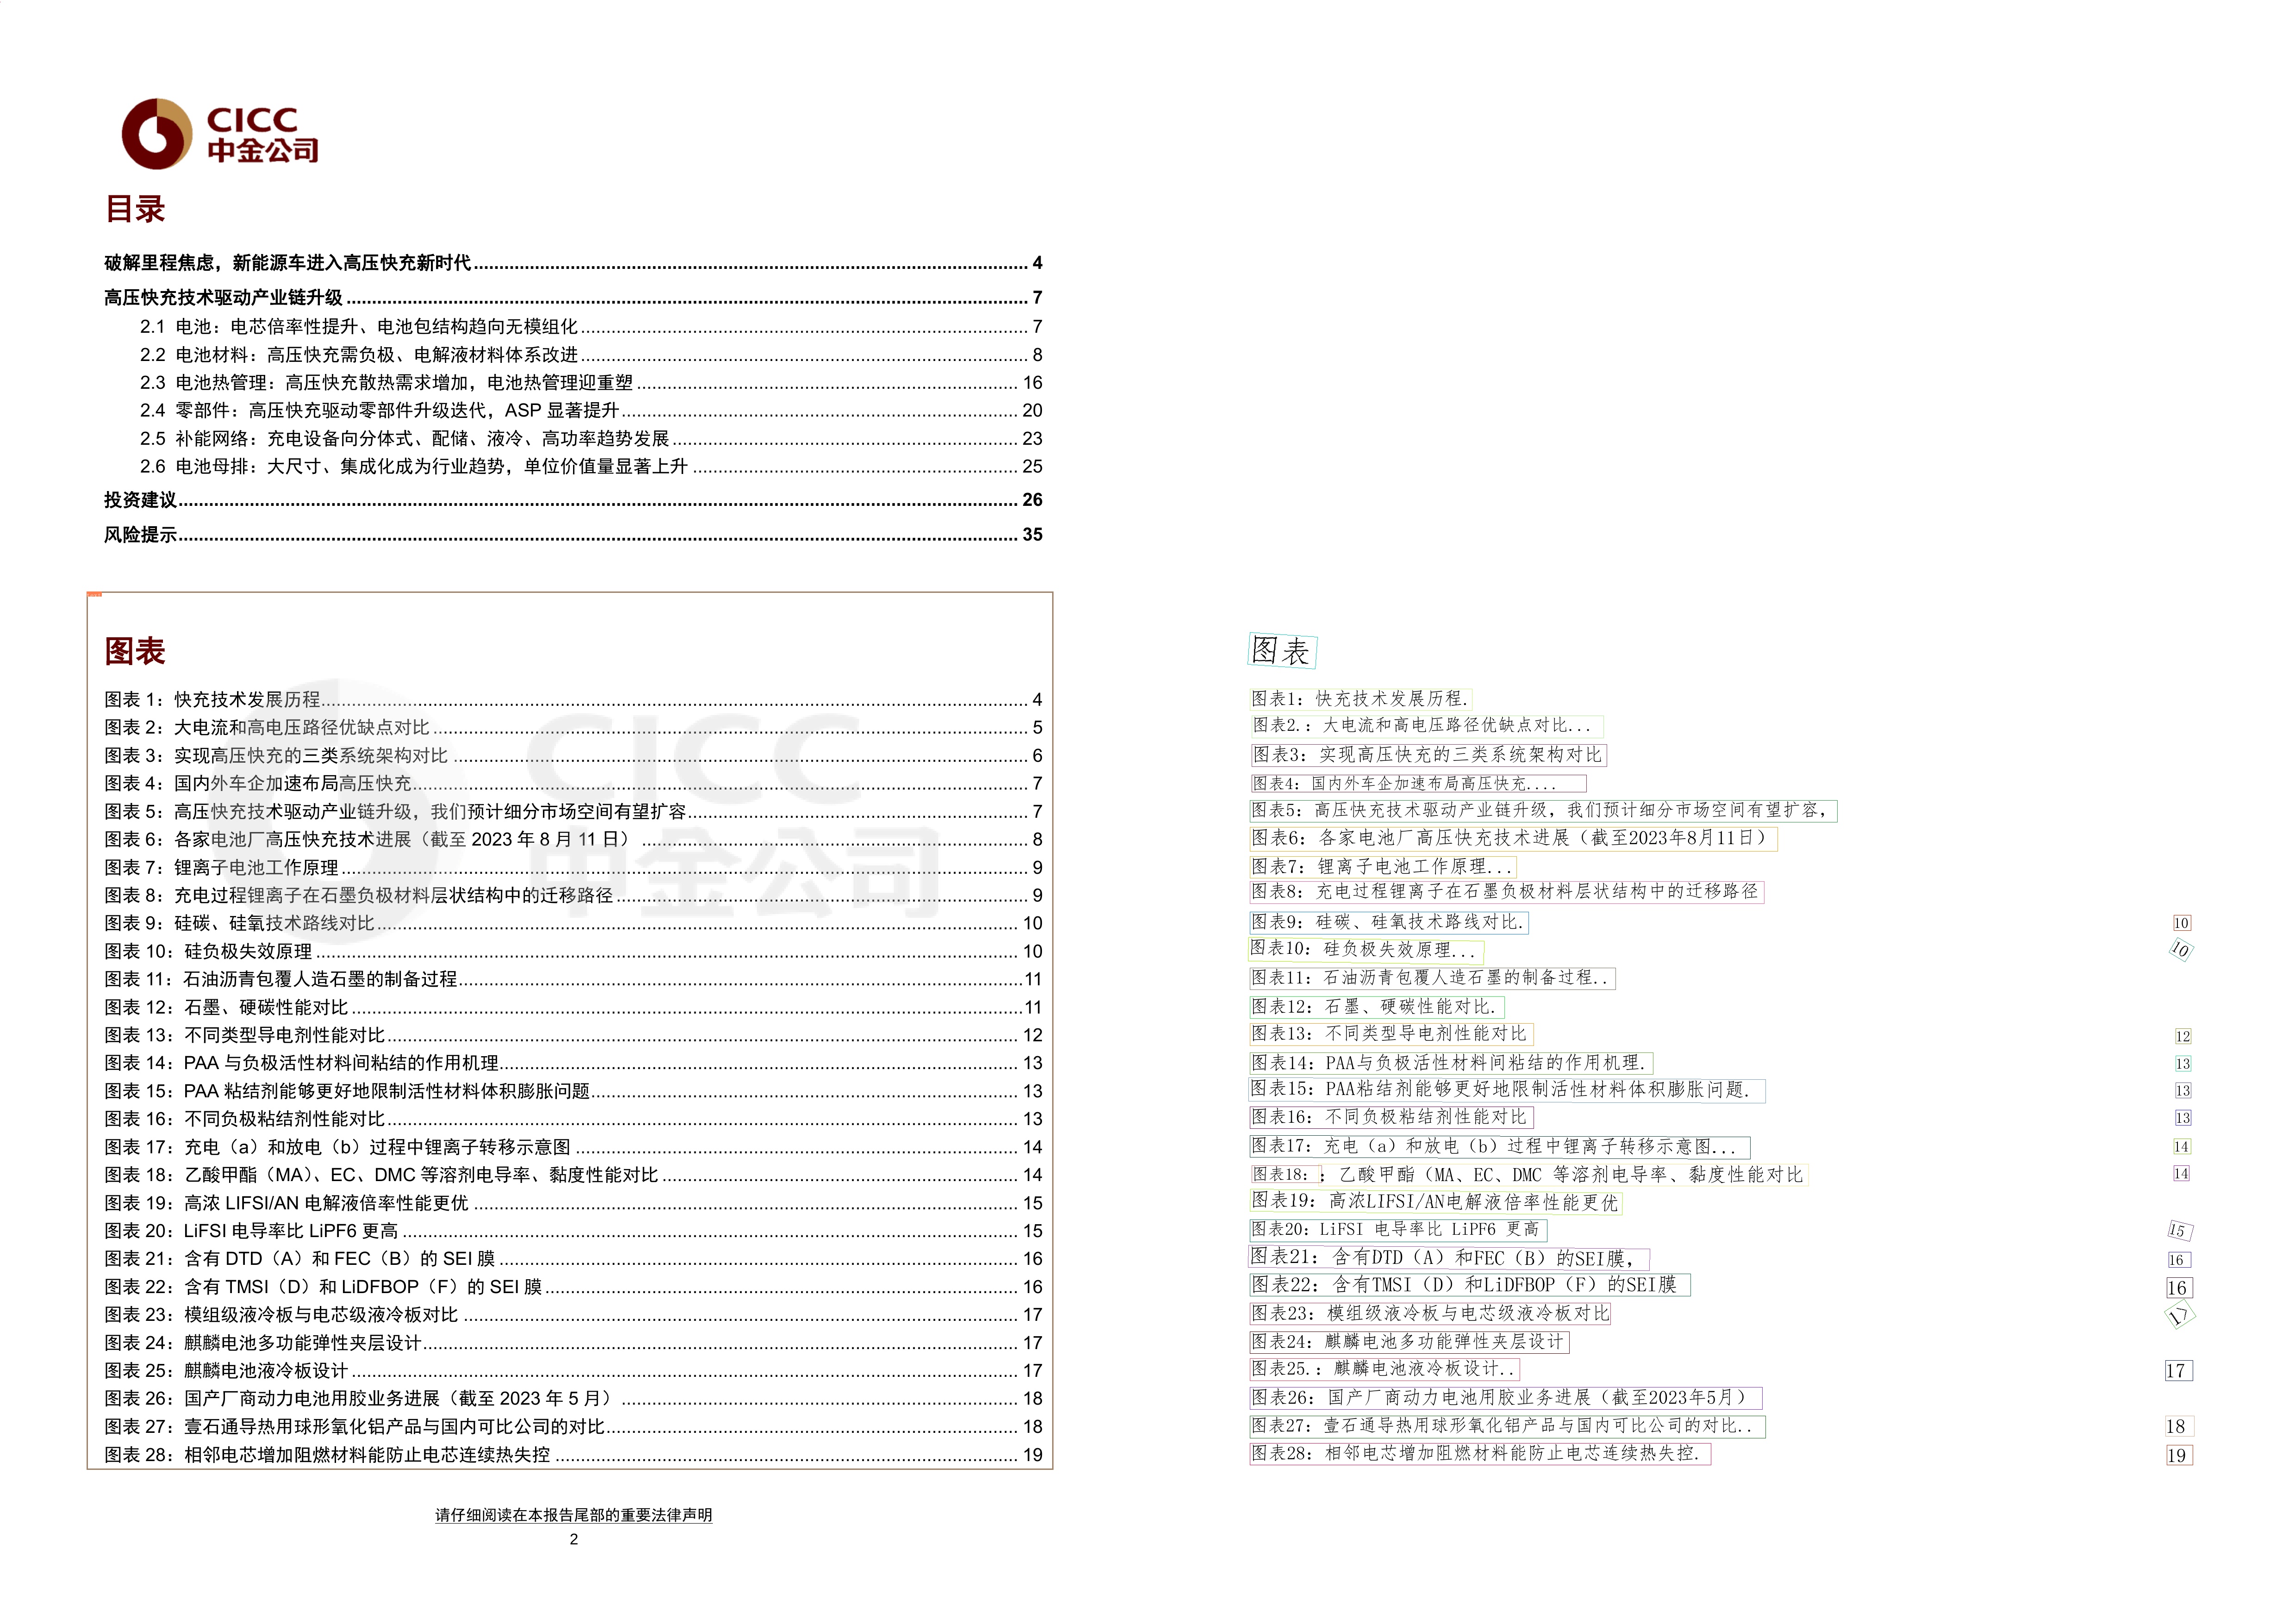 CICC
中金公司
目录
破解里程焦虑，新能源车进入高压快充新时代 4
高压快充技术驱动产业链升级 7
2.1 电池：电芯倍率性提升、电池包结构趋向无模组化 7
2.2 电池材料：高压快充需负极、电解液材料体系改进 8
2.3 电池热管理：高压快充散热需求增加，电池热管理迎重塑 16
2.4 零部件：高压快充驱动零部件升级迭代，ASP 显著提升 20
2.5 补能网络：充电设备向分体式、配储、液冷、高功率趋势发展 23
2.6 电池母排：大尺寸、集成化成为行业趋势，单位价值量显著上升 25
投资建议 26
风险提示 35
图表
图表 1：快充技术发展历程 4
图表 2：大电流和高电压路径优缺点对比 5
图表 3：实现高压快充的三类系统架构对比 6
图表 4：国内外车企加速布局高压快充 7
图表 5：高压快充技术驱动产业链升级，我们预计细分市场空间有望扩容 7
图表 6：各家电池厂高压快充技术进展（截至 2023 年 8 月 11 日） 8
图表 7：锂离子电池工作原理 9
图表 8：充电过程锂离子在石墨负极材料层状结构中的迁移路径 9
图表 9：硅碳、硅氧技术路线对比 10
图表 10：硅负极失效原理 10
图表 11：石油沥青包覆人造石墨的制备过程 11
图表 12：石墨、硬碳性能对比 11
图表 13：不同类型导电剂性能对比 12
图表 14：PAA 与负极活性材料间粘结的作用机理 13
图表 15：PAA 粘结剂能够更好地限制活性材料体积膨胀问题 13
图表 16：不同负极粘结剂性能对比 13
图表 17：充电（a）和放电（b）过程中锂离子转移示意图 14
图表 18：乙酸甲酯（MA）、EC、DMC 等溶剂电导率、黏度性能对比 14
图表 19：高浓 LIFSI/AN 电解液倍率性能更优 15
图表 20：LiFSI 电导率比 LiPF6 更高 15
图表 21：含有 DTD（A）和 FEC（B）的 SEI 膜 16
图表 22：含有 TMSI（D）和 LiDFBOP（F）的 SEI 膜 16
图表 23：模组级液冷板与电芯级液冷板对比 17
图表 24：麒麟电池多功能弹性夹层设计 17
图表 25：麒麟电池液冷板设计 17
图表 26：国产厂商动力电池用胶业务进展（截至 2023 年 5 月） 18
图表 27：壹石通导热用球形氧化铝产品与国内可比公司的对比 18
图表 28：相邻电芯增加阻燃材料能防止电芯连续热失控 19
CICC
中金公司
请仔细阅读在本报告尾部的重要法律声明
2
图表
图表1：快充技术发展历程.
图表2.：大电流和高电压路径优缺点对比...
图表3：实现高压快充的三类系统架构对比
图表4：国内外车企加速布局高压快充....
图表5：高压快充技术驱动产业链升级，我们预计细分市场空间有望扩容，
图表6：各家电池厂高压快充技术进展（截至2023年8月11日）
图表7：锂离子电池工作原理...
图表8：充电过程锂离子在石墨负极材料层状结构中的迁移路径
图表9：硅碳、硅氧技术路线对比. 10
图表10：硅负极失效原理... 10
图表11：石油沥青包覆人造石墨的制备过程..
图表12：石墨、硬碳性能对比.
图表13：不同类型导电剂性能对比 12
图表14：PAA与负极活性材料间粘结的作用机理. 13
图表15：PAA粘结剂能够更好地限制活性材料体积膨胀问题. 13
图表16：不同负极粘结剂性能对比 13
图表17：充电（a）和放电（b）过程中锂离子转移示意图... 14
图表18：：乙酸甲酯（MA、EC、DMC 等溶剂电导率、黏度性能对比 14
图表19：高浓LIFSI/AN电解液倍率性能更优
图表20：LiFSI 电导率比 LiPF6 更高 15
图表21：含有DTD（A）和FEC（B）的SEI膜， 16
图表22：含有TMSI（D）和LiDFBOP（F）的SEI膜 16
图表23：模组级液冷板与电芯级液冷板对比 17
图表24：麒麟电池多功能弹性夹层设计
图表25.：麒麟电池液冷板设计.. 17
图表26：国产厂商动力电池用胶业务进展（截至2023年5月）
图表27：壹石通导热用球形氧化铝产品与国内可比公司的对比.. 18
图表28：相邻电芯增加阻燃材料能防止电芯连续热失控. 19